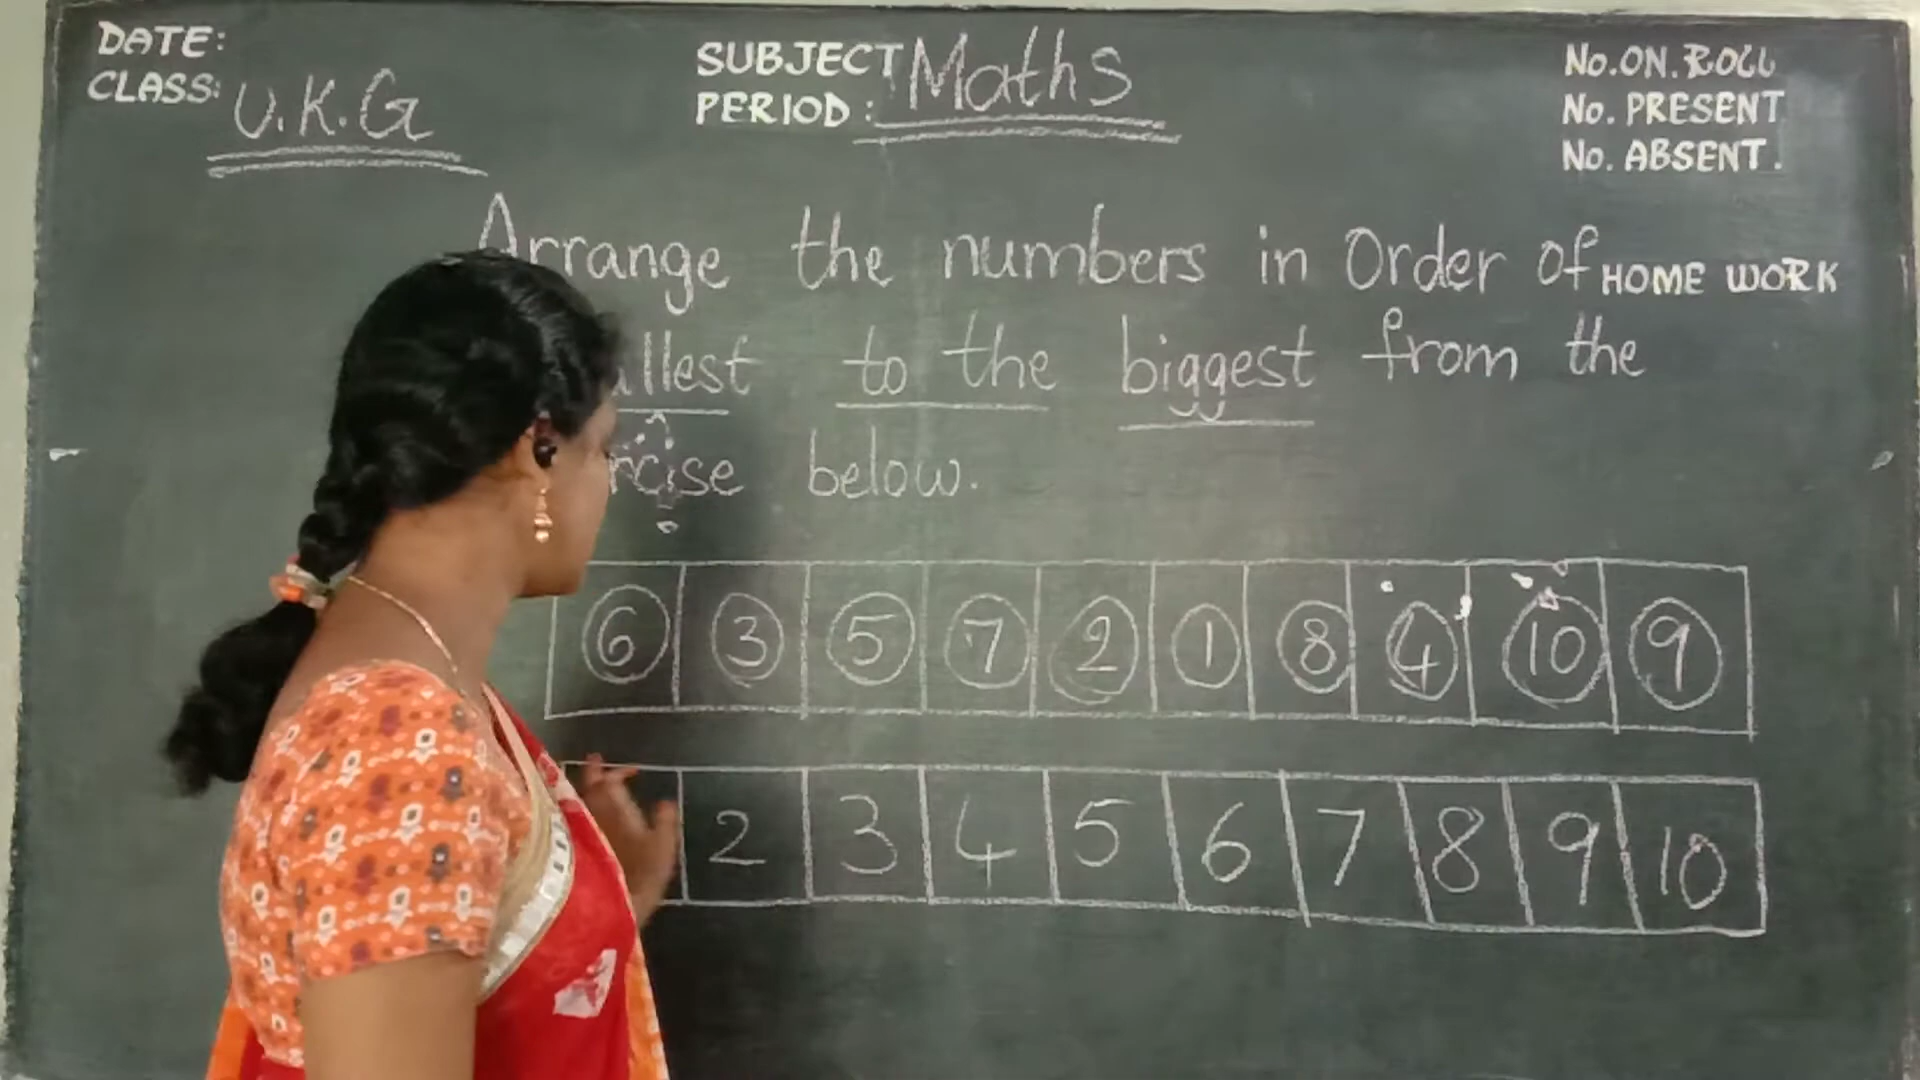 DATE:
CLASS: U.K.G
SUBJECT Maths
PERIOD:
No.ON.ROLL
No. PRESENT
No. ABSENT.
Arrange the numbers in Order of
HOME WORK
allest to the biggest from the
rcise below.
6 3 5 7 2 1 8 4 10 9
2 3 4 5 6 7 8 9 10